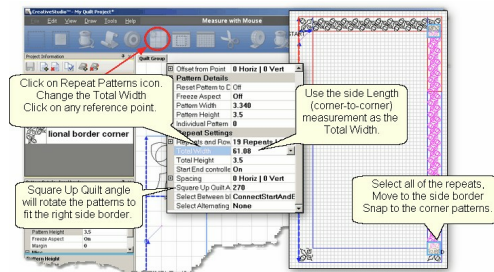 CreativeStudio™ - My Quilt Project*
File Edit View Draw Tools Help
Measure with Mouse
START
Project Information
Quilt Group
Click on Repeat Patterns icon.
Change the Total Width
Click on any reference point.
Offset from Point 0 Horiz | 0 Vert
Pattern Details
Reset Pattern to D Off
Freeze Aspect Off
Pattern Width 3.340
Pattern Height 3.5
Individual Pattern 0
Repeat Settings
Repeats and Row 19 Repeats
Total Width 61.08
Total Height 3.5
Start End controlle On
Spacing 0 Horiz | 0 Vert
Square Up Quilt A 270
Select Between bl ConnectStartAndE
Select Alternating None
Use the side Length
(corner-to-corner)
measurement as the
Total Width.
lional border corner
Square Up Quilt angle
will rotate the patterns to
fit the right side border.
Select all of the repeats,
Move to the side border
Snap to the corner patterns.
Pattern Height 3.5
Freeze Aspect On
Margin 0